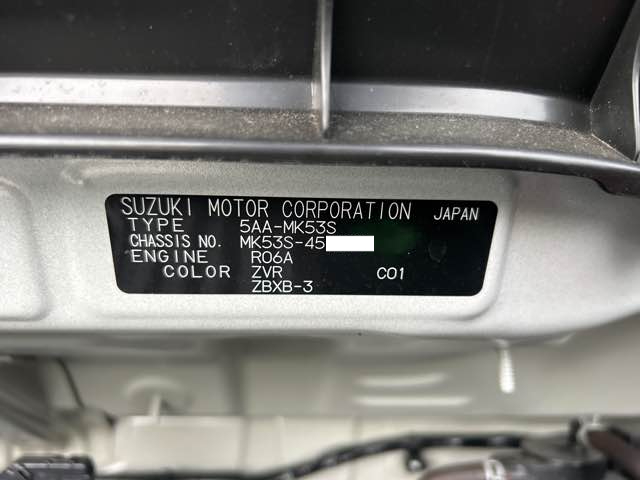 SUZUKI MOTOR CORPORATION JAPAN
TYPE 5AA-MK53S
CHASSIS NO. MK53S-45
ENGINE R06A
COLOR ZVR C01
ZBXB-3